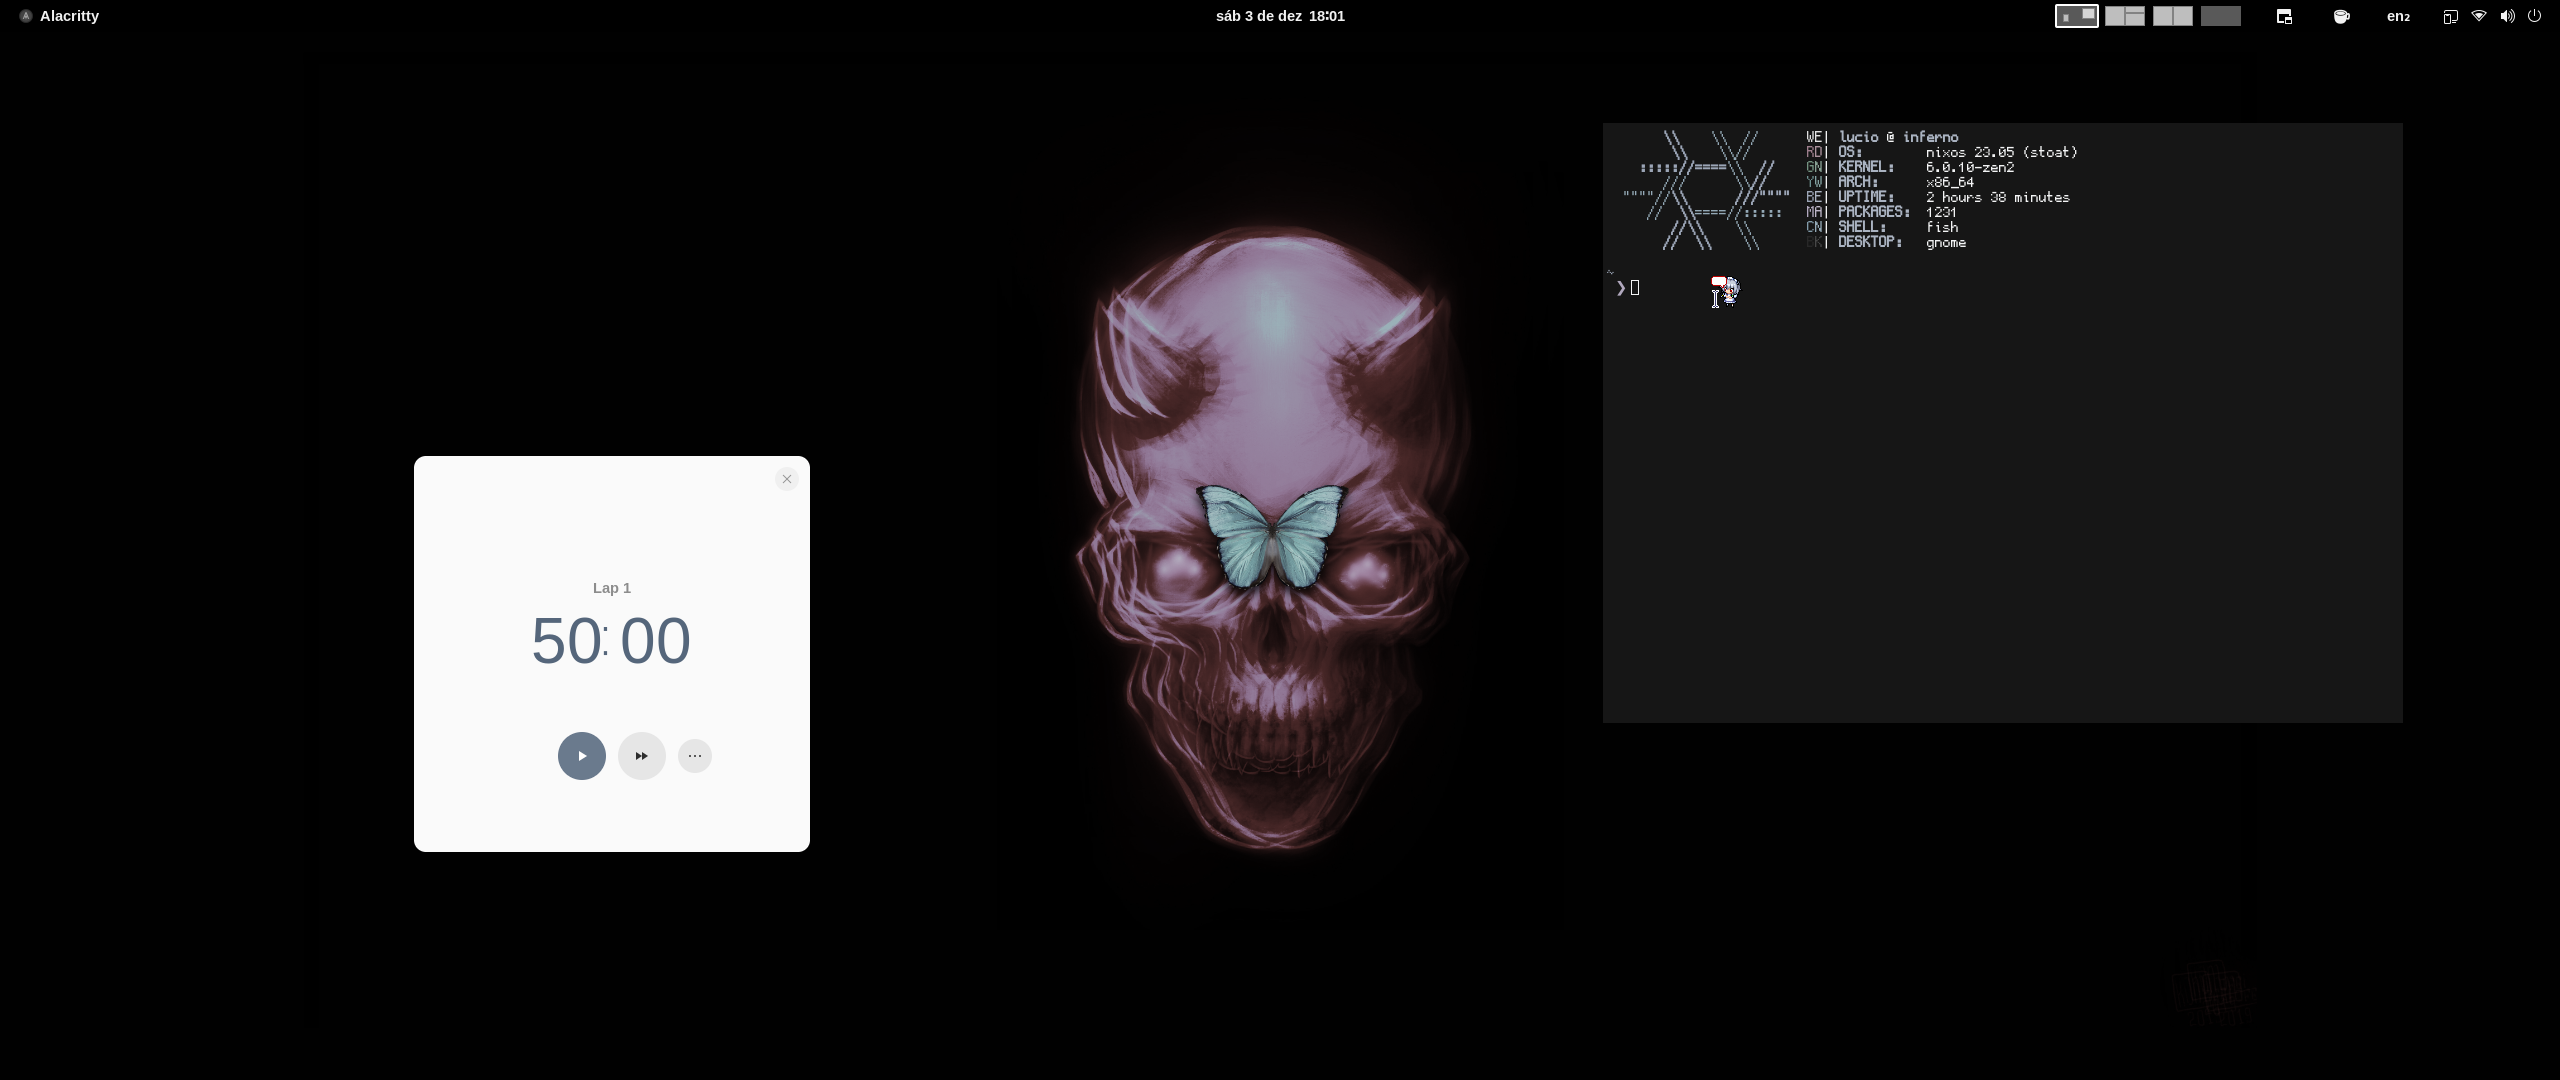 Alacritty
sáb 3 de dez 18:01
en₂
WE| lucio @ inferno
RD| OS: nixos 23.05 (stoat)
GN| KERNEL: 6.0.10-zen2
YW| ARCH: x86_64
BE| UPTIME: 2 hours 38 minutes
MA| PACKAGES: 1231
CN| SHELL: fish
BK| DESKTOP: gnome
~
❯
Lap 1
50:00